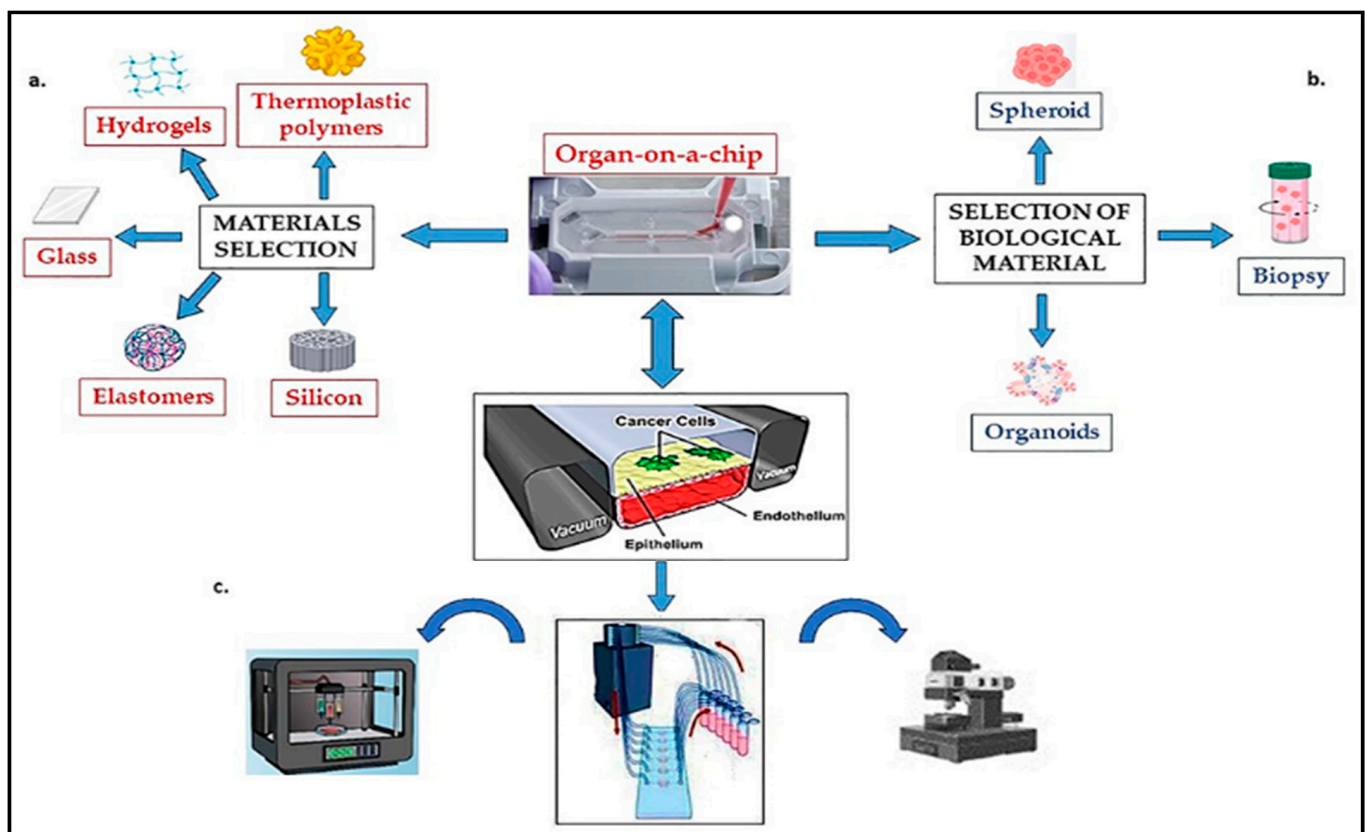 a.
Hydrogels
Thermoplastic
polymers
Glass
MATERIALS
SELECTION
Elastomers
Silicon
Organ-on-a-chip
b.
Spheroid
SELECTION OF
BIOLOGICAL
MATERIAL
Biopsy
Organoids
Cancer Cells
Vacuum
Vacuum
Endothelium
Epithelium
c.